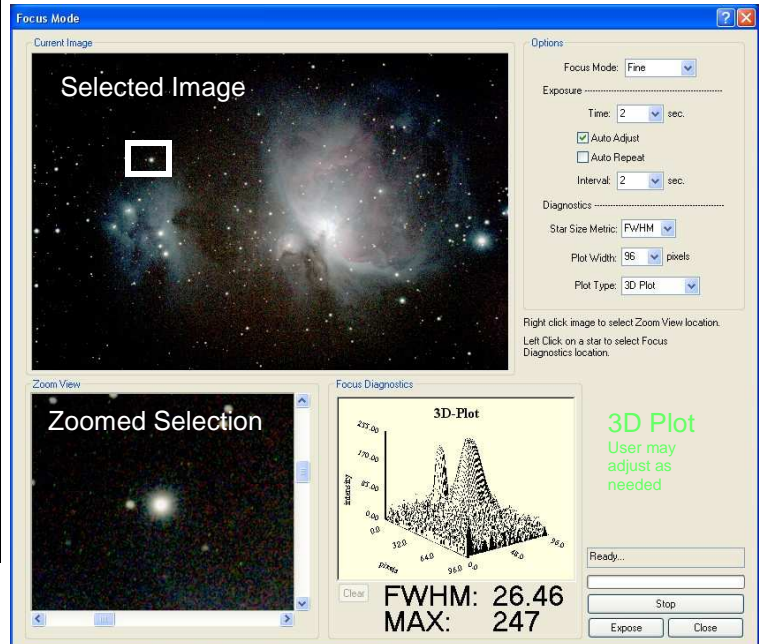 Focus Mode
Current Image
Selected Image
Options
Focus Mode: Fine
Exposure
Time: 2 sec.
Auto Adjust
Auto Repeat
Interval: 2 sec.
Diagnostics
Star Size Metric: FWHM
Plot Width: 96 pixels
Plot Type: 3D Plot
Right click image to select Zoom View location.
Left Click on a star to select Focus
Diagnostics location.
Zoom View
Zoomed Selection
Focus Diagnostics
3D-Plot
255.00
170.00
85.00
0.00
intensity
0.0
32.0
64.0
96.0
pixels
0.0
48.0
96.0
Clear
FWHM: 26.46
MAX: 247
3D Plot
User may
adjust as
needed
Ready...
Stop
Expose
Close